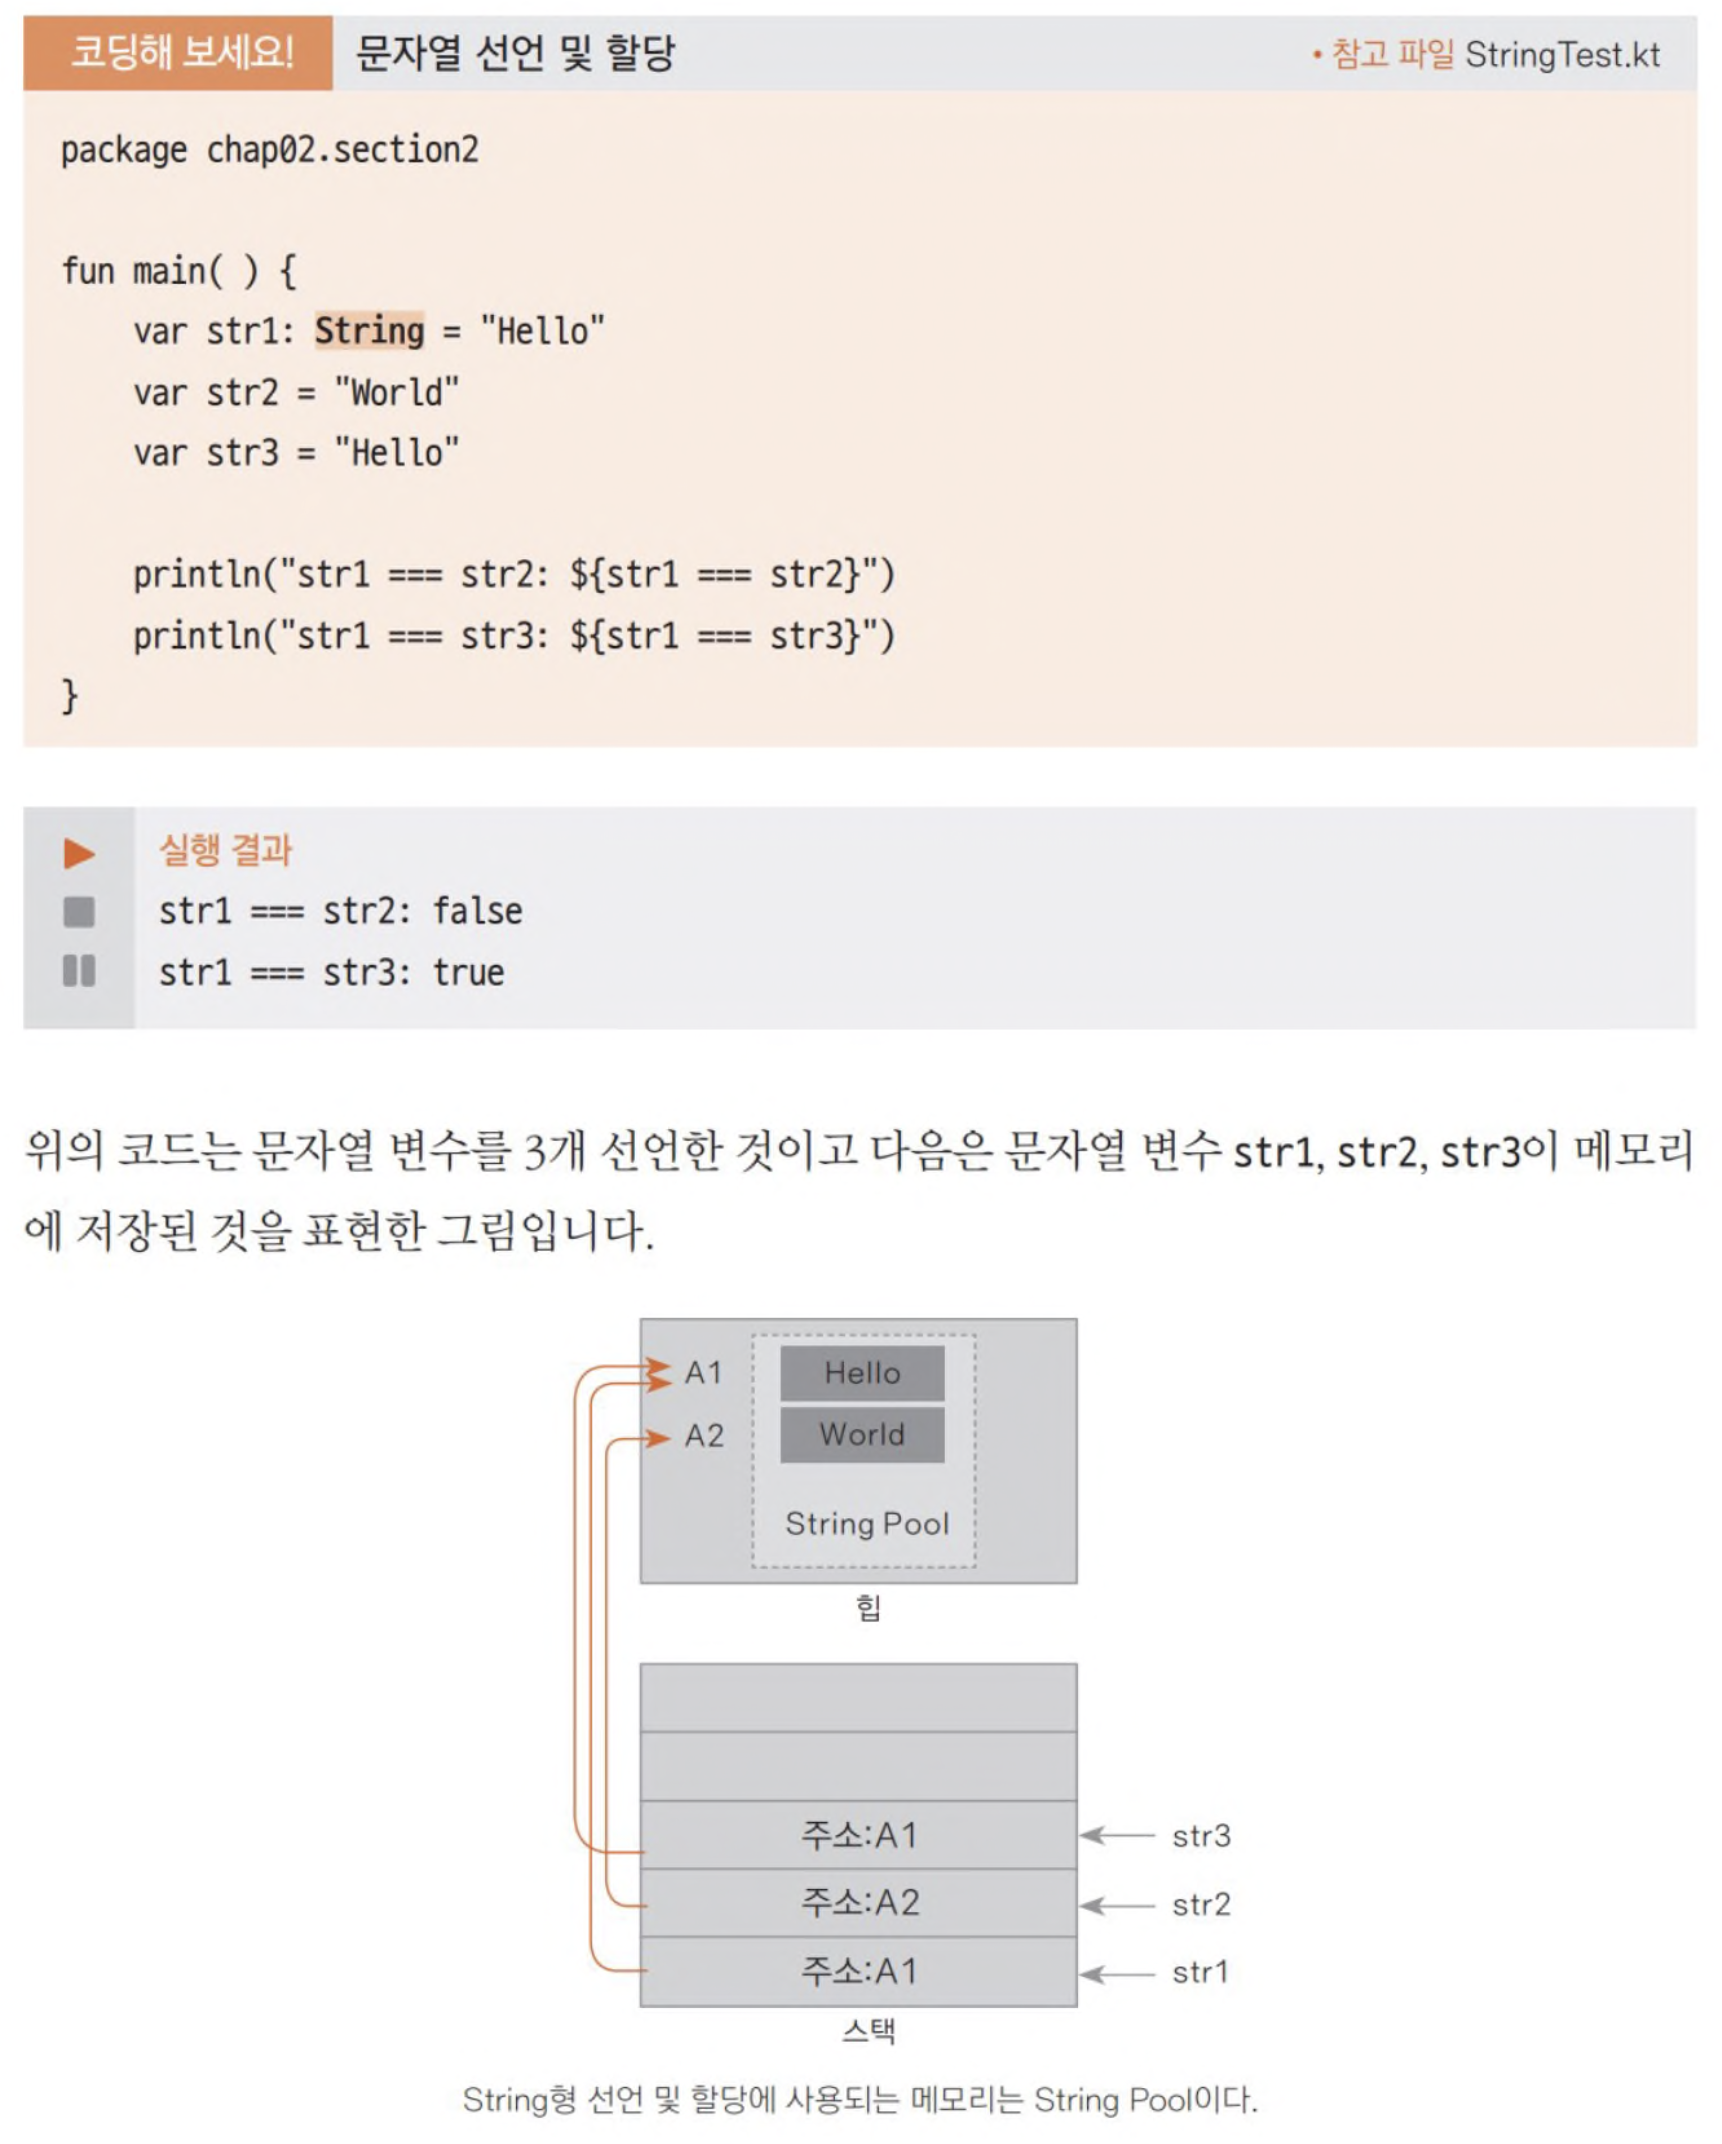 코딩해 보세요! 문자열 선언 및 할당 • 참고 파일 StringTest.kt
package chap02.section2
fun main( ) {
    var str1: String = "Hello"
    var str2 = "World"
    var str3 = "Hello"
    println("str1 === str2: ${str1 === str2}")
    println("str1 === str3: ${str1 === str3}")
}
실행 결과
str1 === str2: false
str1 === str3: true
위의 코드는 문자열 변수를 3개 선언한 것이고 다음은 문자열 변수 str1, str2, str3이 메모리
에 저장된 것을 표현한 그림입니다.
A1 Hello
A2 World
String Pool
힙
주소:A1 str3
주소:A2 str2
주소:A1 str1
스택
String형 선언 및 할당에 사용되는 메모리는 String Pool이다.